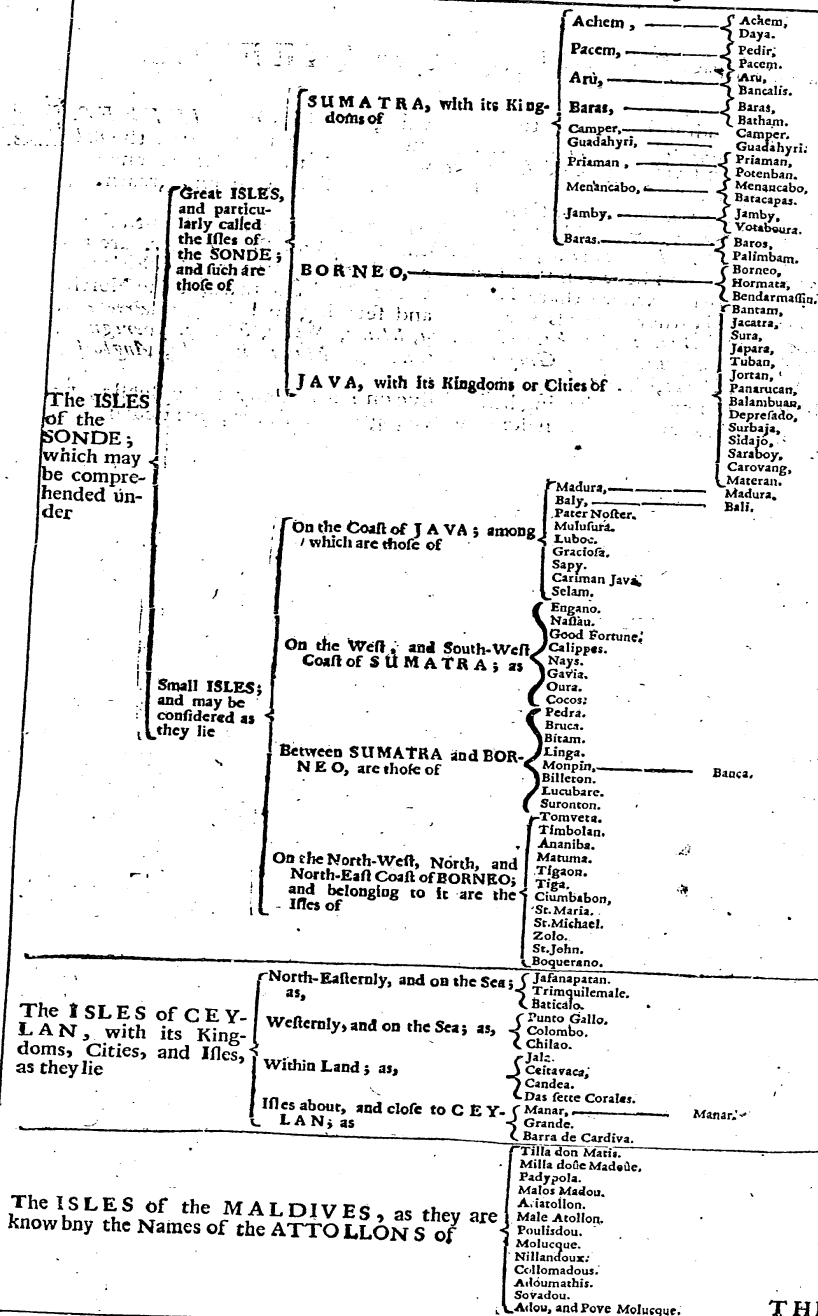 The ISLES
of the
SONDE;
which may
be compre-
hended un-
der
Great ISLES,
and particu-
larly called
the Isles of
the SONDE;
and such are
those of
SUMATRA, with its King-
doms of
Achem,
Achem,
Daya.
Pacem,
Pedir,
Pacem.
Aru,
Aru,
Bancalis.
Baras,
Baras,
Batham.
Camper,
Camper.
Guadahyri,
Guadahyri.
Priaman,
Priaman,
Potenban.
Menancabo,
Menancabo,
Baracapas.
Jamby,
Jamby,
Votaboura.
Baras.
Baros,
Palimbam.
BORNEO,
Borneo,
Hormata,
Bendarmassin.
JAVA, with its Kingdoms or Cities of
Bantam,
Jacatra,
Sura,
Japara,
Tuban,
Jortan,
Panarucan,
Balambuan,
Depresado,
Surbaja,
Sidajo,
Saraboy,
Carovang,
Materan.
Small ISLES;
and may be
considered as
they lie
On the Coast of JAVA; among
which are those of
Madura,
Madura.
Baly,
Bali.
Pater Noster.
Mulusura.
Luboc.
Graciosa.
Sapy.
Cariman Java.
Selam.
On the West, and South-West
Coast of SUMATRA; as
Engano.
Nassau.
Good Fortune.
Calippes.
Nays.
Gavia.
Oura.
Cocos:
Between SUMATRA and BOR-
NEO, are those of
Pedra.
Bruca.
Bitam.
Linga.
Monpin,
Banca.
Billeron.
Lucubare.
Suronton.
On the North-West, North, and
North-East Coast of BORNEO;
and belonging to it are the
Isles of
Tomvera.
Timbolan.
Ananiba.
Matuma.
Tigaon.
Tiga.
Ciumbabon,
St. Maria.
St. Michael.
Zolo.
St. John.
Boquerano.
The ISLES of CEY-
LAN, with its King-
doms, Cities, and Isles,
as they lie
North-Easternly, and on the Sea;
as,
Jafanapatan.
Trimquilemale.
Baticalo.
Westernly, and on the Sea; as,
Punto Gallo.
Colombo.
Chilao.
Within Land; as,
Jala.
Ceitavaca,
Candea.
Das sette Corales.
Isles about, and close to CEY-
LAN; as
Manar,
Manar.
Grande.
Barra de Cardiva.
The ISLES of the MALDIVES, as they are
know bny the Names of the ATTOLLONS of
Tilla don Matis.
Milla doüe Madoüe.
Padypola.
Malos Madou.
Ariatollon.
Male Atollon.
Poulisdou.
Molucque.
Nillandoux.
Collomadous.
Adoumathis.
Sovadou.
Adou, and Pove Molucque.